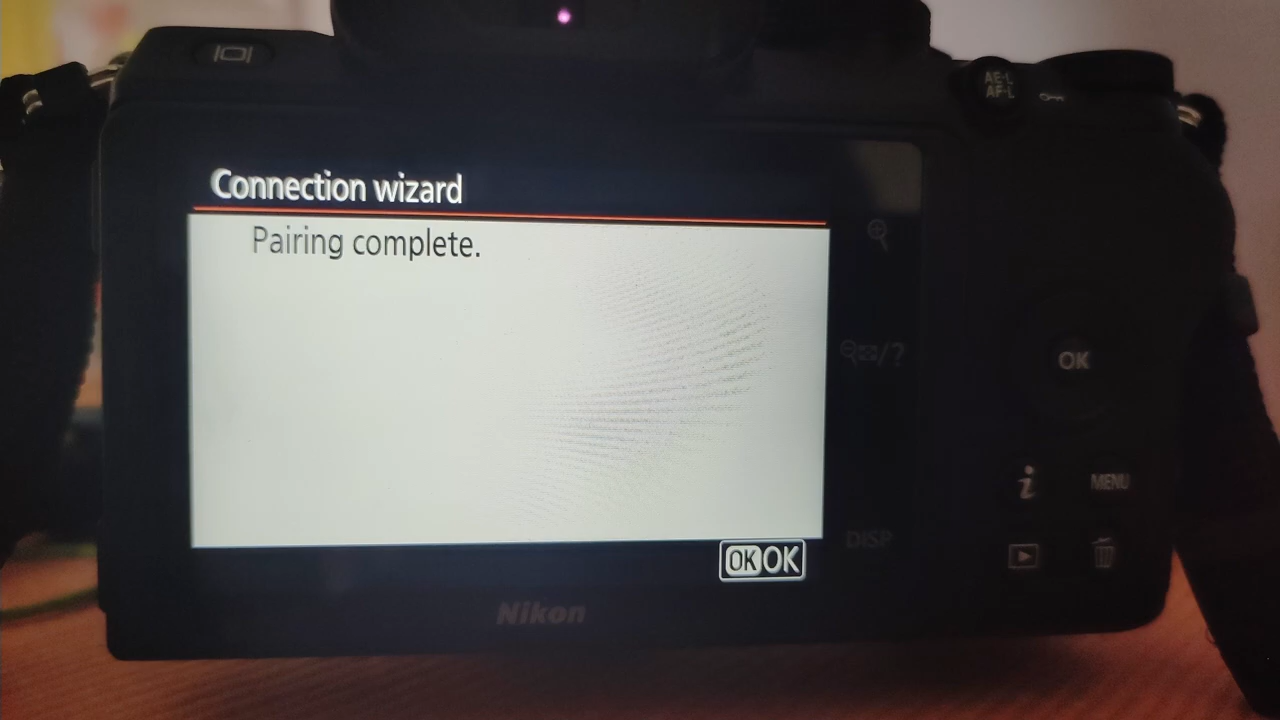 AE-L
AF-L
Connection wizard
Pairing complete.
/?
OK
i
MENU
DISP
OK OK
Nikon